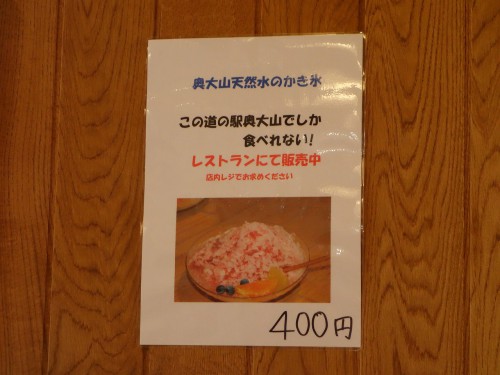 奥大山天然水のかき氷
この道の駅奥大山でしか
食べれない!
レストランにて販売中
店内レジでお求めください
400円